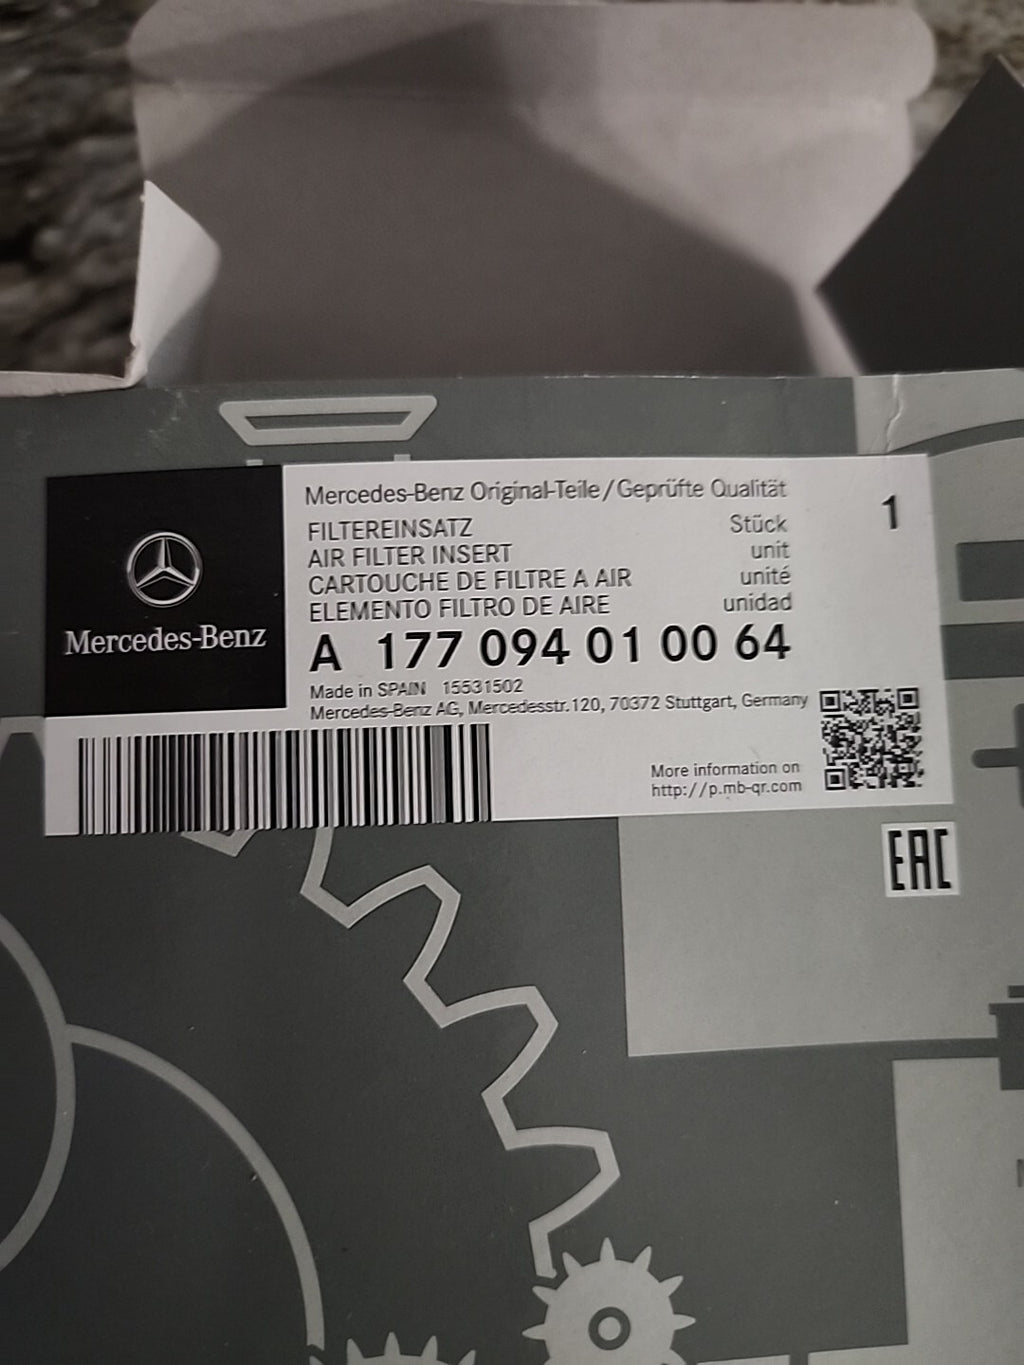 Mercedes-Benz Original-Teile/Geprüfte Qualität
FILTEREINSATZ Stück 1
AIR FILTER INSERT unit
CARTOUCHE DE FILTRE A AIR unité
ELEMENTO FILTRO DE AIRE unidad
Mercedes-Benz
A 177 094 01 00 64
Made in SPAIN 15531502
Mercedes-Benz AG, Mercedesstr.120, 70372 Stuttgart, Germany
More information on
http://p.mb-qr.com
EAC